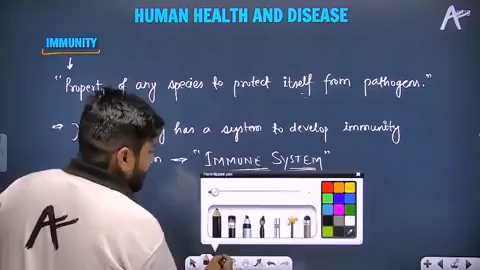 HUMAN HEALTH AND DISEASE
IMMUNITY
"Property of any species to protect itself from pathogens."
has a system to develop immunity
→ "IMMUNE SYSTEM"